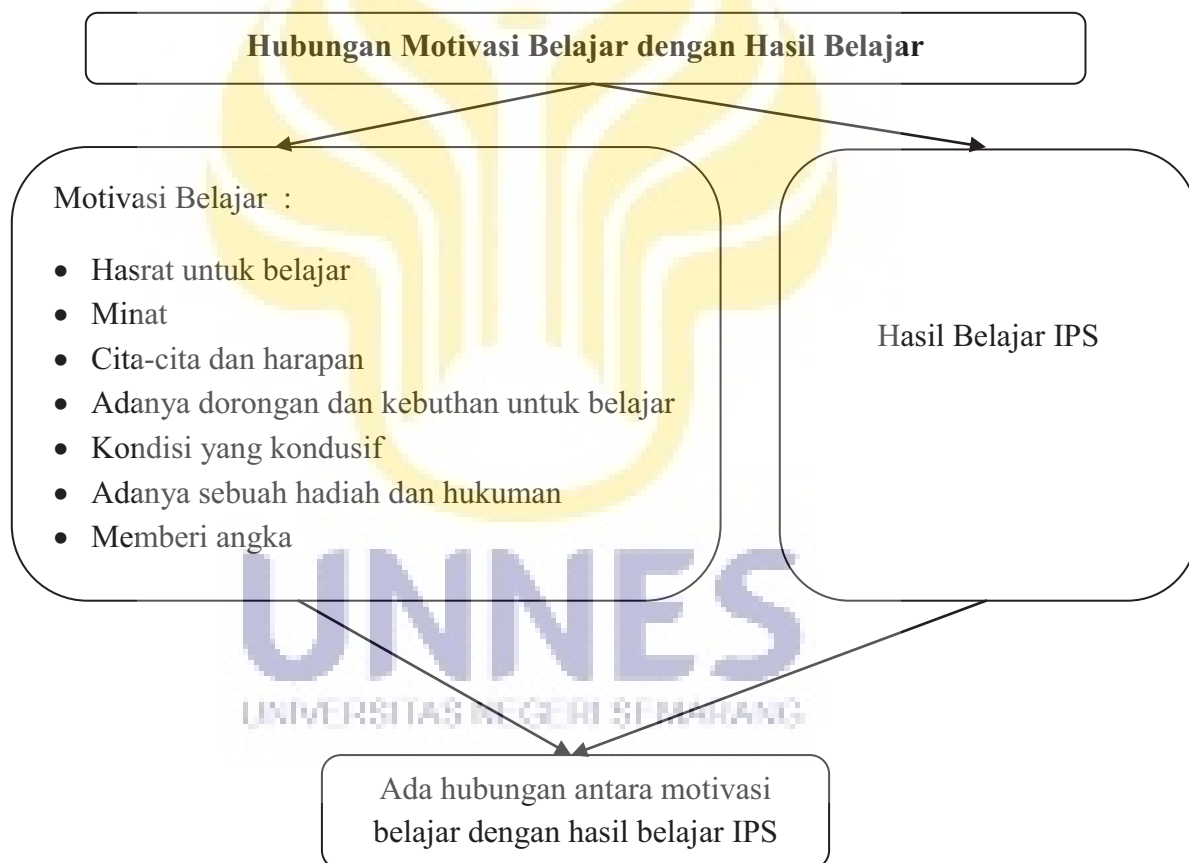 Hubungan Motivasi Belajar dengan Hasil Belajar
Motivasi Belajar :
• Hasrat untuk belajar
• Minat
• Cita-cita dan harapan
• Adanya dorongan dan kebuthan untuk belajar
• Kondisi yang kondusif
• Adanya sebuah hadiah dan hukuman
• Memberi angka
Hasil Belajar IPS
UNNES
UNIVERSITAS NEGERI SEMARANG
Ada hubungan antara motivasi
belajar dengan hasil belajar IPS